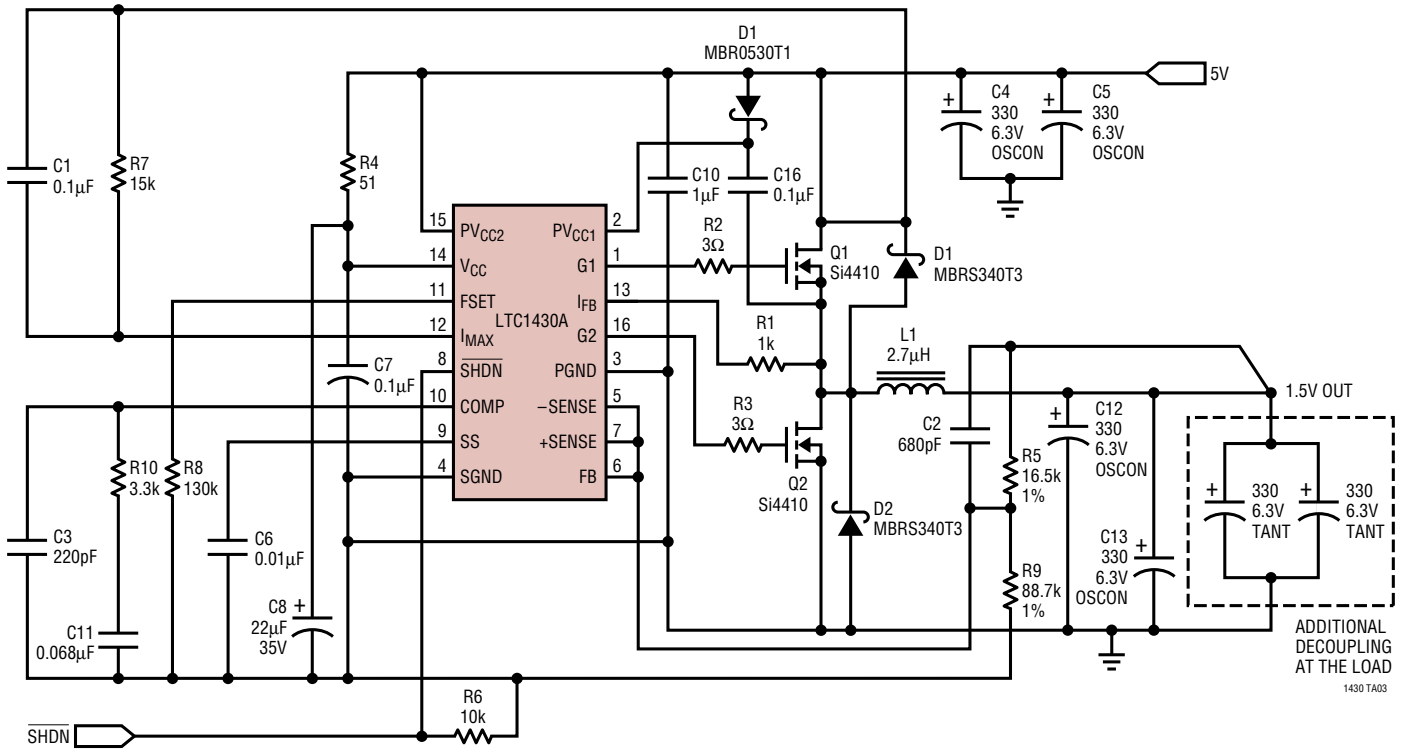 D1
MBR0530T1
5V
C4
330
6.3V
OSCON
C5
330
6.3V
OSCON
C1
0.1µF
R7
15k
R4
51
C10
1µF
C16
0.1µF
R2
3Ω
Q1
Si4410
D1
MBRS340T3
15
PVCC2
14
VCC
11
FSET
12
IMAX
8
SHDN
10
COMP
9
SS
4
SGND
LTC1430A
2
PVCC1
1
G1
13
IFB
16
G2
3
PGND
5
–SENSE
7
+SENSE
6
FB
R1
1k
L1
2.7µH
1.5V OUT
C7
0.1µF
R3
3Ω
Q2
Si4410
C2
680pF
R5
16.5k
1%
C12
330
6.3V
OSCON
330
6.3V
TANT
330
6.3V
TANT
R10
3.3k
R8
130k
C3
220pF
C6
0.01µF
D2
MBRS340T3
C13
330
6.3V
OSCON
R9
88.7k
1%
C11
0.068µF
C8
22µF
35V
ADDITIONAL
DECOUPLING
AT THE LOAD
1430 TA03
R6
10k
SHDN